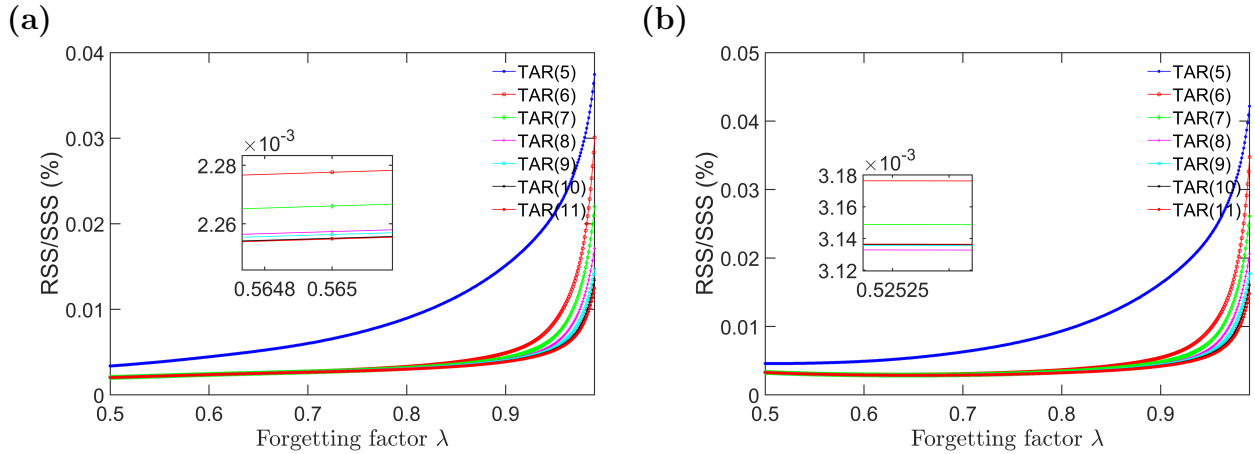 (a)
RSS/SSS (%)
0.04
0.03
0.02
0.01
0
0.5
0.6
0.7
0.8
0.9
Forgetting factor λ
TAR(5)
TAR(6)
TAR(7)
TAR(8)
TAR(9)
TAR(10)
TAR(11)
×10⁻³
2.28
2.26
0.5648
0.565
(b)
RSS/SSS (%)
0.05
0.04
0.03
0.02
0.01
0
0.5
0.6
0.7
0.8
0.9
Forgetting factor λ
TAR(5)
TAR(6)
TAR(7)
TAR(8)
TAR(9)
TAR(10)
TAR(11)
×10⁻³
3.18
3.16
3.14
3.12
0.52525